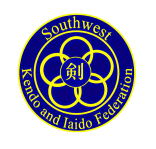 Southwest
剣
Kendo and Iaido Federation